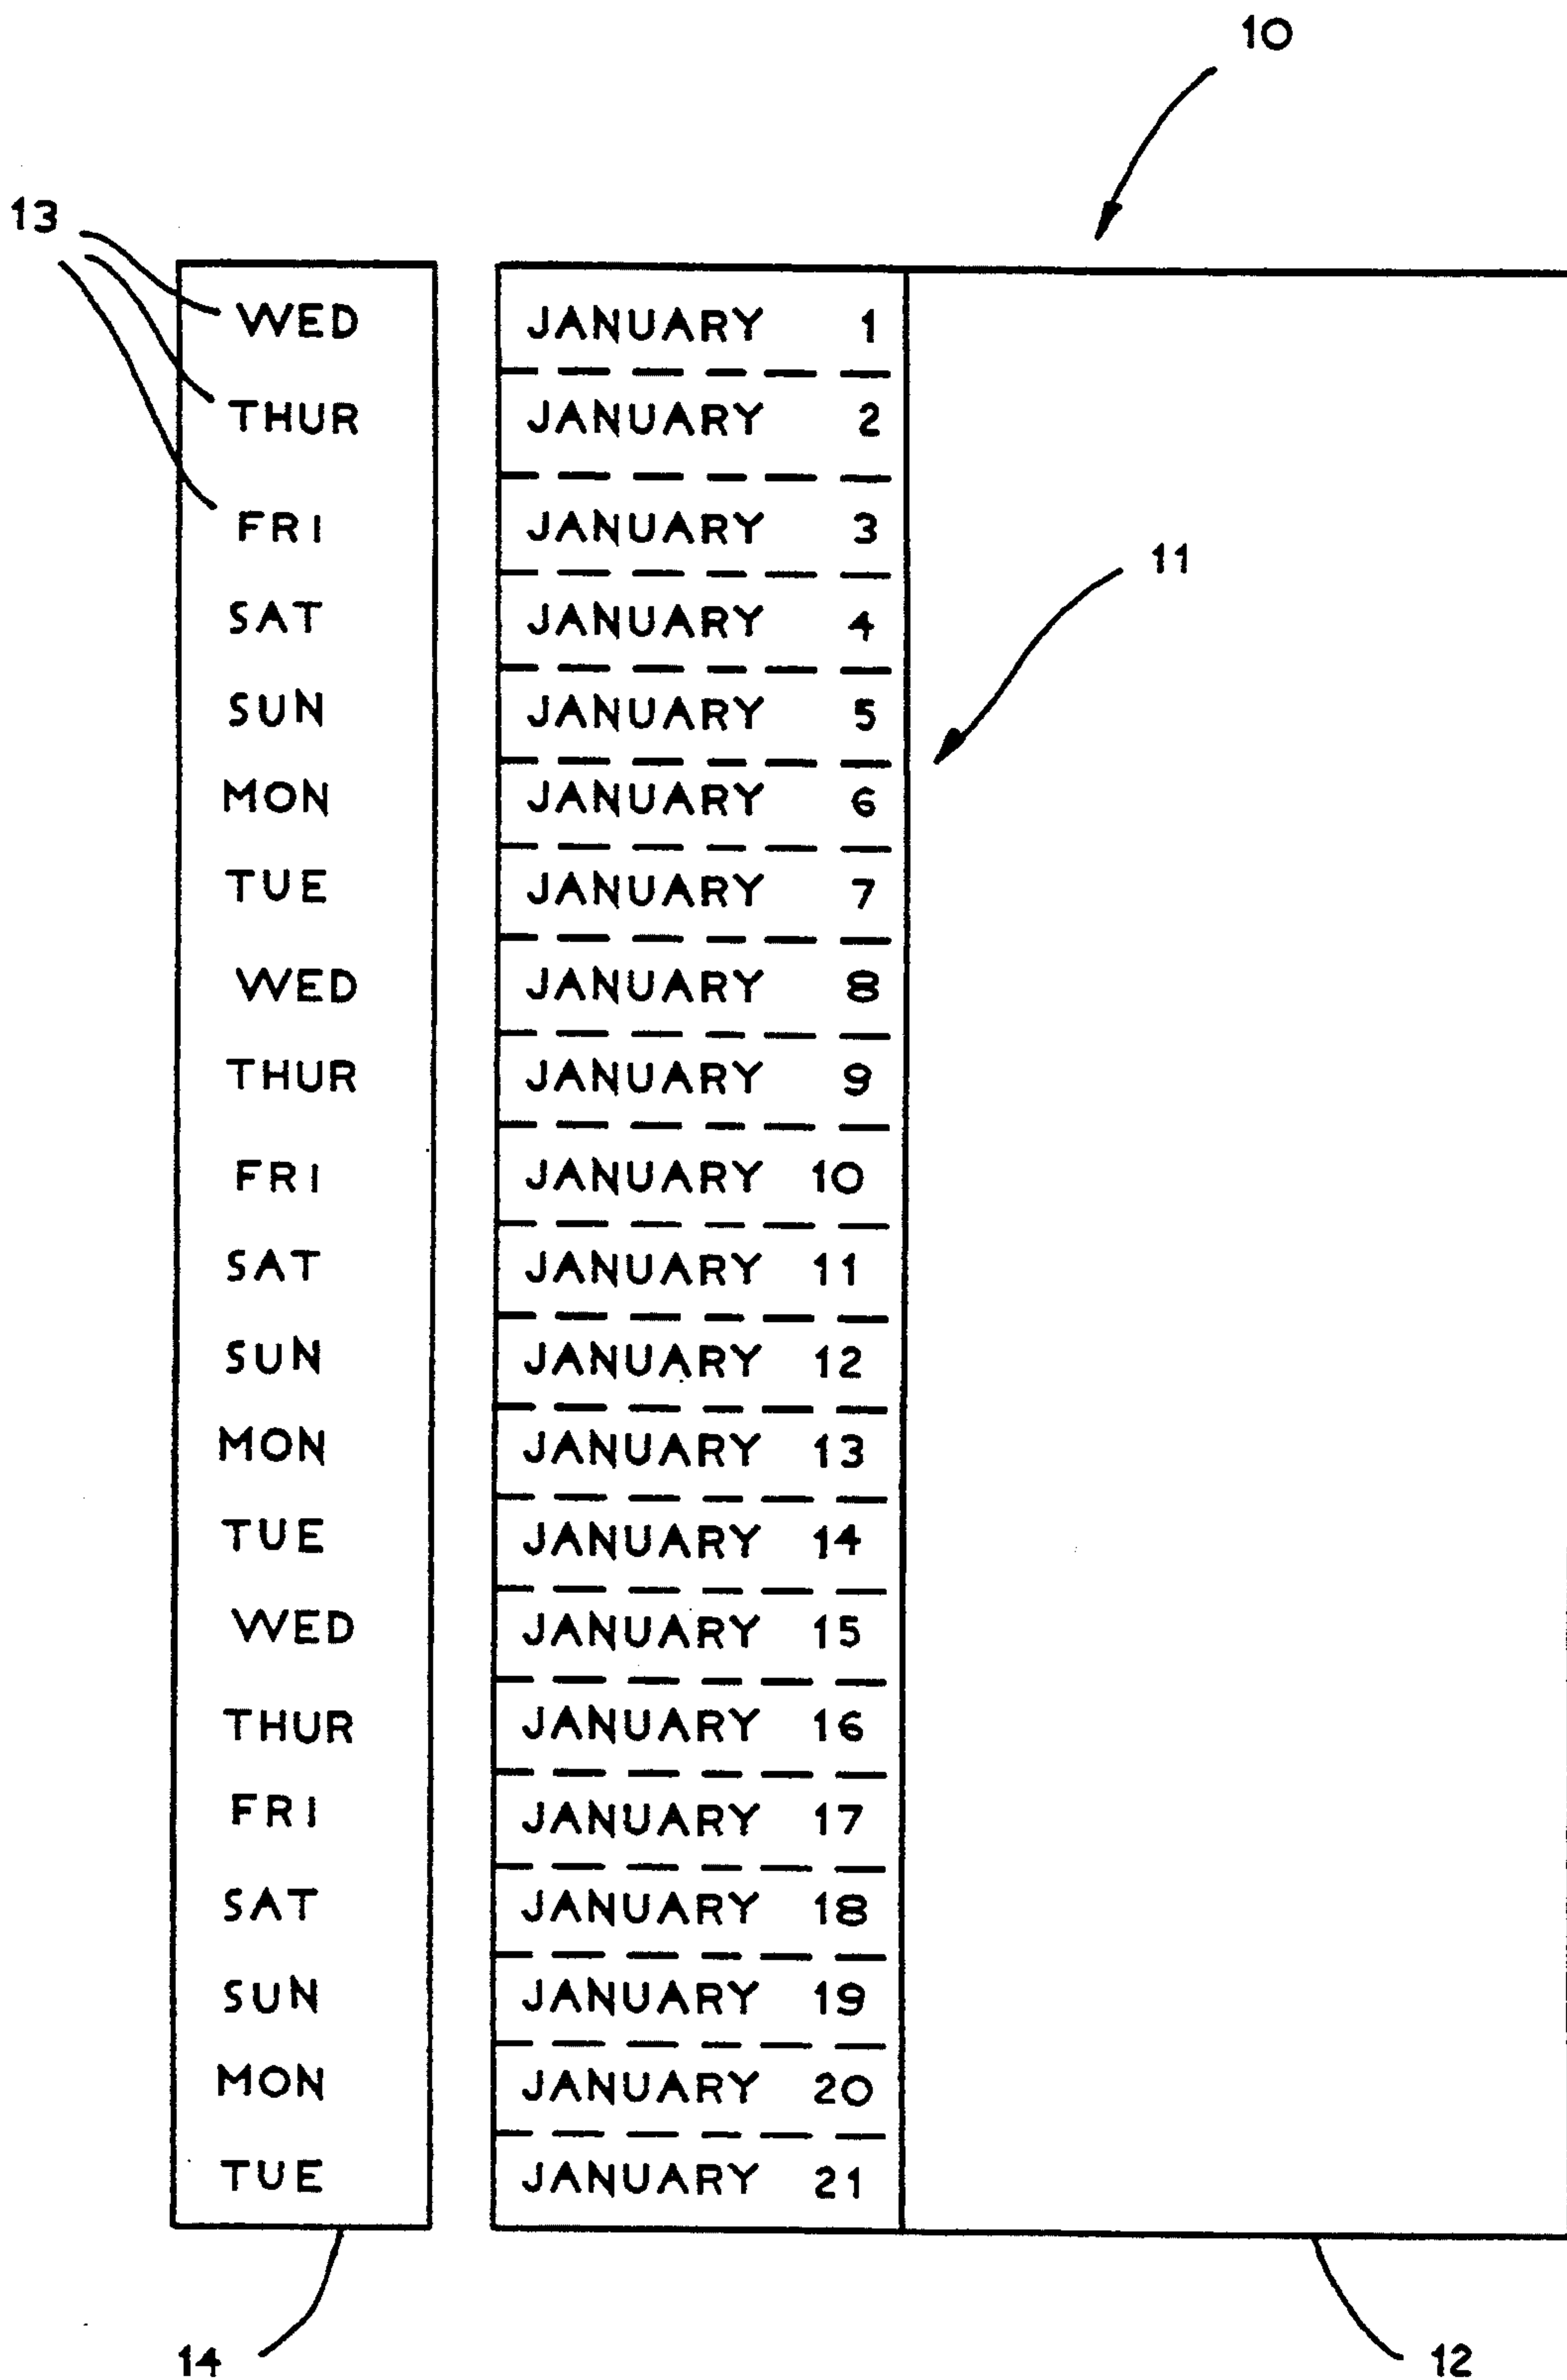 10
13
WED JANUARY 1
THUR JANUARY 2
FRI JANUARY 3
11
SAT JANUARY 4
SUN JANUARY 5
MON JANUARY 6
TUE JANUARY 7
WED JANUARY 8
THUR JANUARY 9
FRI JANUARY 10
SAT JANUARY 11
SUN JANUARY 12
MON JANUARY 13
TUE JANUARY 14
WED JANUARY 15
THUR JANUARY 16
FRI JANUARY 17
SAT JANUARY 18
SUN JANUARY 19
MON JANUARY 20
TUE JANUARY 21
14 12